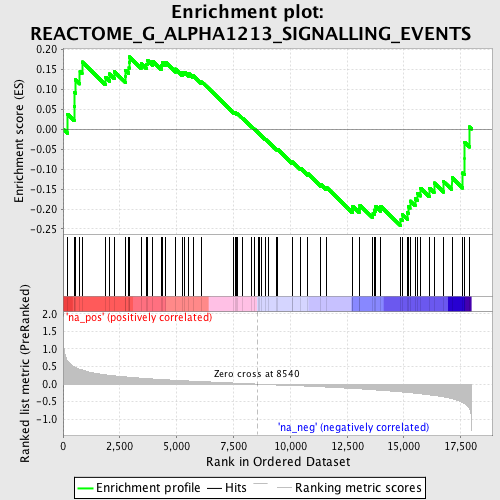 Enrichment plot:
REACTOME_G_ALPHA1213_SIGNALLING_EVENTS
Enrichment score (ES)
0.20
0.15
0.10
0.05
0.00
-0.05
-0.10
-0.15
-0.20
-0.25
'na_pos' (positively correlated)
Ranked list metric (PreRanked)
2.0
1.5
1.0
0.5
0.0
-0.5
-1.0
Zero cross at 8540
'na_neg' (negatively correlated)
0
2,500
5,000
7,500
10,000
12,500
15,000
17,500
Rank in Ordered Dataset
Enrichment profile
Hits
Ranking metric scores